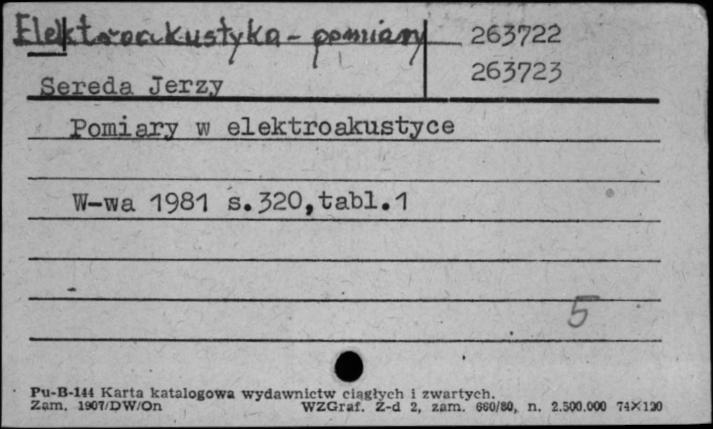 Elektroakustyka - pomiary 263722
263723
Sereda Jerzy
Pomiary w elektroakustyce
W-wa 1981 s.320,tabl.1
5
Pu-B-144 Karta katalogowa wydawnictw ciągłych i zwartych.
Zam. 1907/DW/On WZGraf. Z-d 2, zam. 660/80, n. 2.500.000 74×120